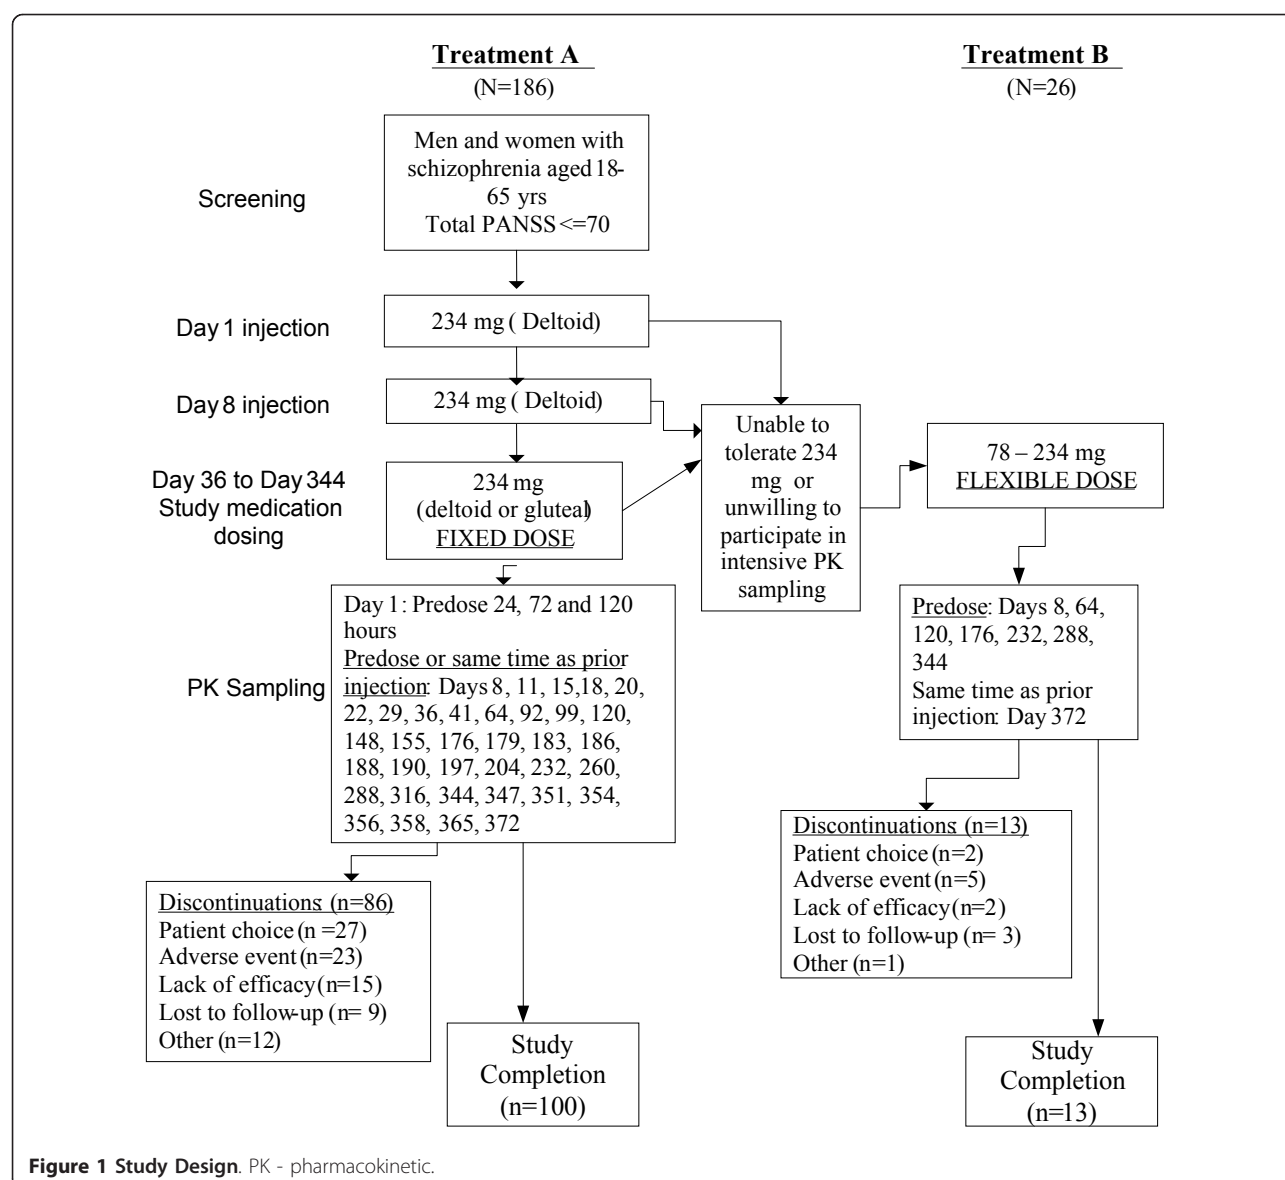 Treatment A
(N=186)
Treatment B
(N=26)
Screening
Men and women with
schizophrenia aged 18-
65 yrs
Total PANSS <=70
Day 1 injection
234 mg ( Deltoid)
Day 8 injection
234 mg ( Deltoid)
Day 36 to Day 344
Study medication
dosing
234 mg
(deltoid or gluteal)
FIXED DOSE
Unable to
tolerate 234
mg or
unwilling to
participate in
intensive PK
sampling
78 – 234 mg
FLEXIBLE DOSE
PK Sampling
Day 1: Predose 24, 72 and 120
hours
Predose or same time as prior
injection: Days 8, 11, 15,18, 20,
22, 29, 36, 41, 64, 92, 99, 120,
148, 155, 176, 179, 183, 186,
188, 190, 197, 204, 232, 260,
288, 316, 344, 347, 351, 354,
356, 358, 365, 372
Predose: Days 8, 64,
120, 176, 232, 288,
344
Same time as prior
injection: Day 372
Discontinuations: (n=86)
Patient choice (n =27)
Adverse event (n=23)
Lack of efficacy (n=15)
Lost to follow-up (n= 9)
Other (n=12)
Study
Completion
(n=100)
Discontinuations: (n=13)
Patient choice (n=2)
Adverse event (n=5)
Lack of efficacy (n=2)
Lost to follow-up (n= 3)
Other (n=1)
Study
Completion
(n=13)
Figure 1 Study Design. PK - pharmacokinetic.